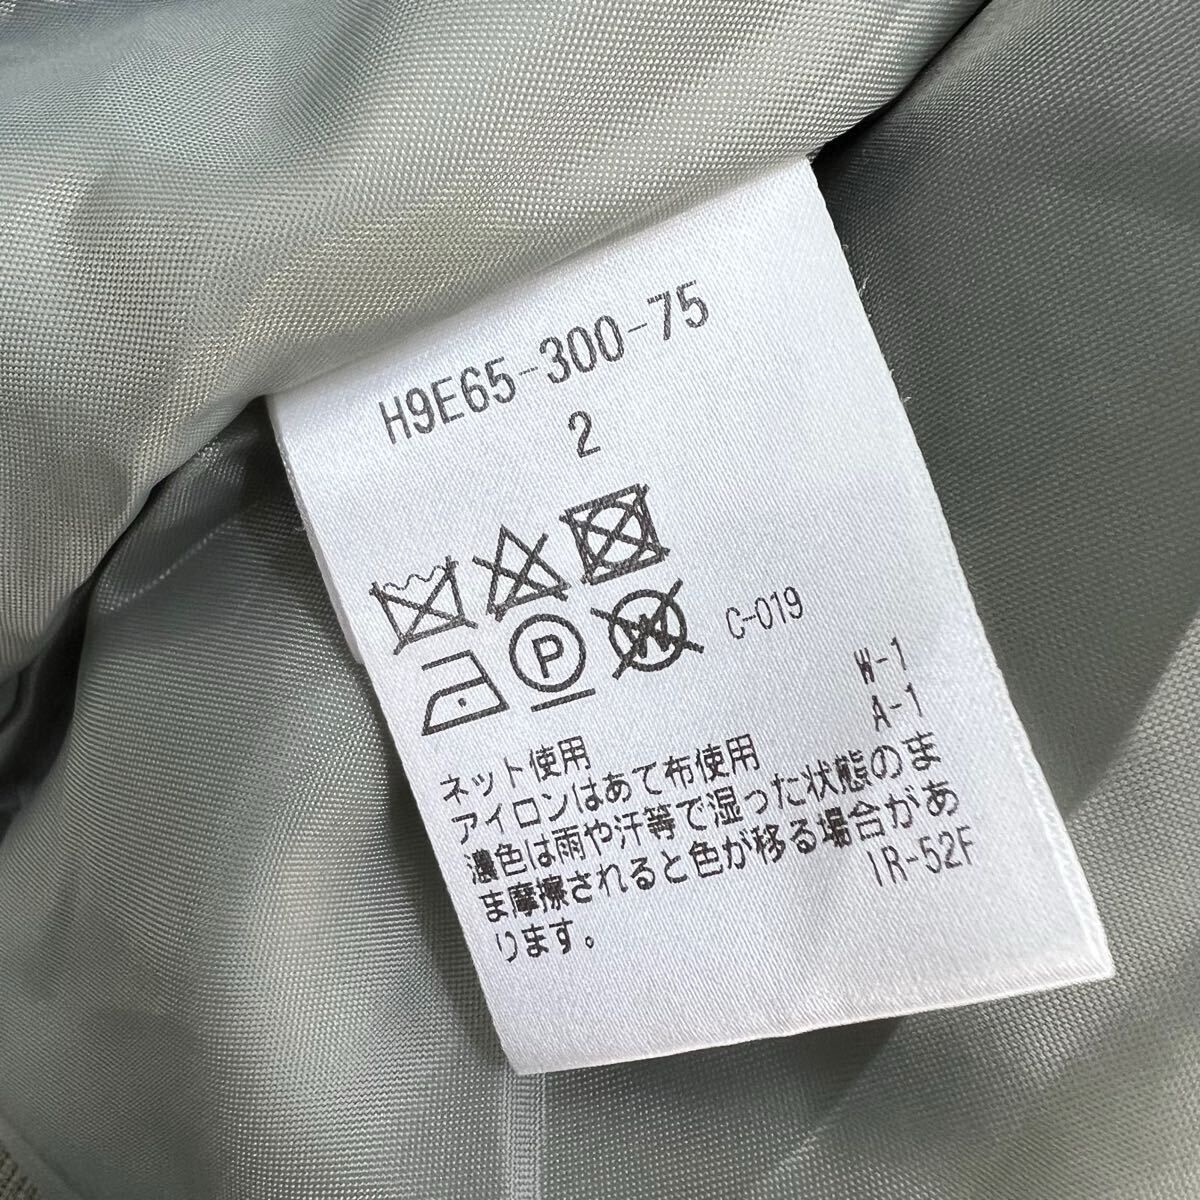 H9E65-300-75
2
P
W
C-019
W-1
A-1
ネット使用
アイロンはあて布使用
濃色は雨や汗等で湿った状態のま
ま摩擦されると色が移る場合があ
ります。
IR-52F